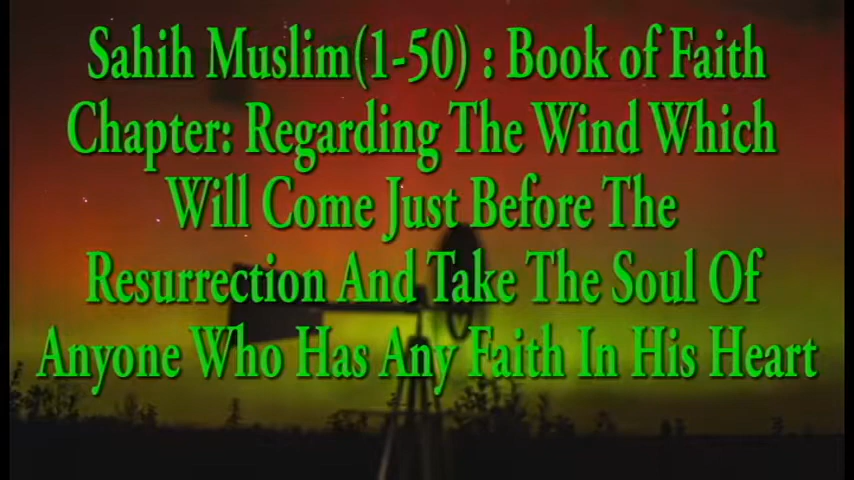 Sahih Muslim(1-50) : Book of Faith
Chapter: Regarding The Wind Which
Will Come Just Before The
Resurrection And Take The Soul Of
Anyone Who Has Any Faith In His Heart